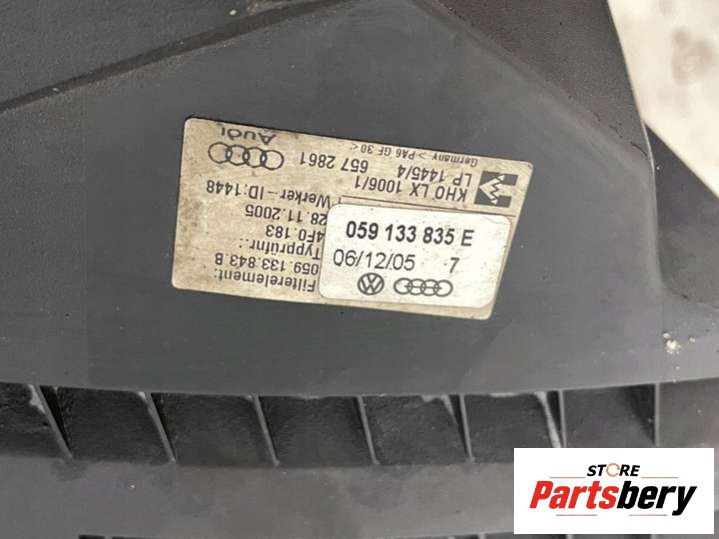 059 133 835 E
06/12/05 -7
AUDI
Germany > PA6 GF 30 <
657 2861
LP 1445/4
KHO LX 1006/1
Werker - ID:1448
28.11.2005
4F0.183
Typprüfnr.:
059.133.843.B
Filterelement:
STORE
Partsbery